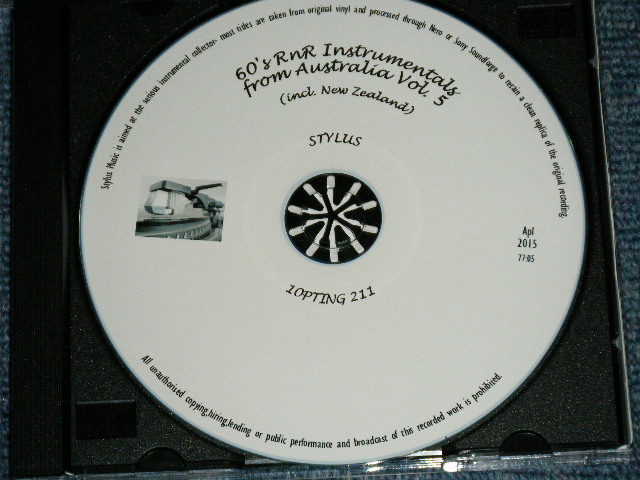 Stylus Music is aimed at the serious instrumental collector- most titles are taken from original vinyl and processed through Nero or Sony Soundforge to retain a clean replica of the original recording.
60's RnR Instrumentals
from Australia Vol. 5
(incl. New Zealand)
STYLUS
Apl
2015
77:05
10PTING 211
All unauthorised copying,hiring,lending or public performance and broadcast of this recorded work is prohibited.